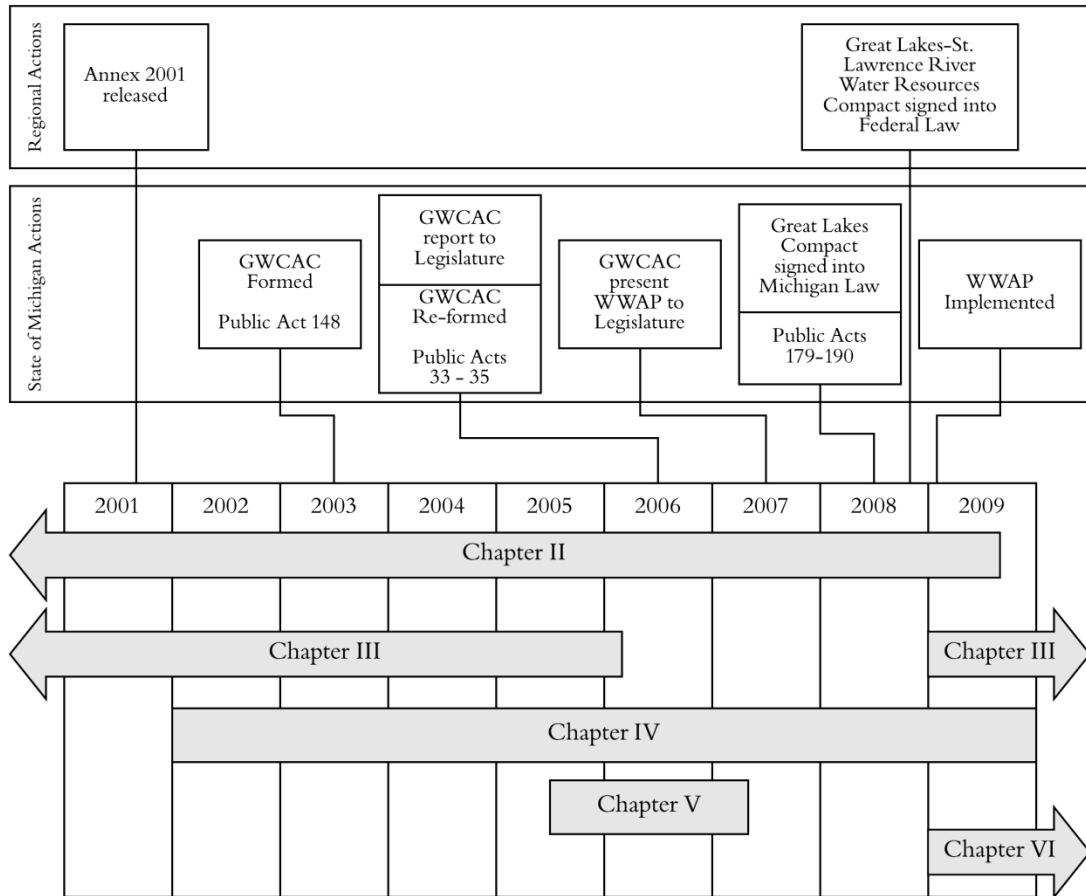 Regional Actions
Annex 2001
released
Great Lakes-St.
Lawrence River
Water Resources
Compact signed into
Federal Law
State of Michigan Actions
GWCAC
Formed
Public Act 148
GWCAC
report to
Legislature
GWCAC
Re-formed
Public Acts
33 - 35
GWCAC
present
WWAP to
Legislature
Great Lakes
Compact
signed into
Michigan Law
Public Acts
179-190
WWAP
Implemented
2001 2002 2003 2004 2005 2006 2007 2008 2009
Chapter II
Chapter III Chapter III
Chapter IV
Chapter V
Chapter VI